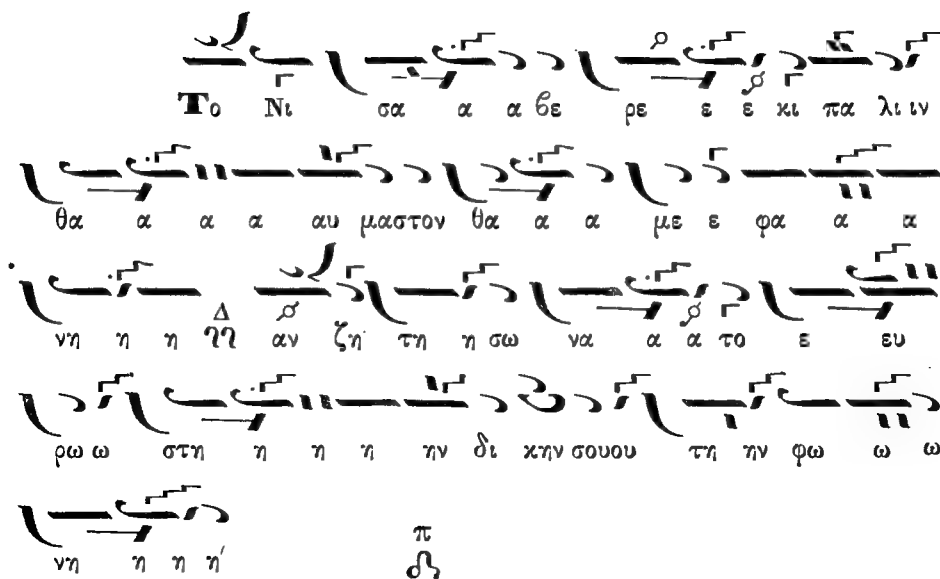 Το Νι σα α α βε ρε ε ε κι πα λι ιν
θα α α α αυ μαστον θα α α με ε φα α α
νη η η Δ αν ζη τη η σω να α α το ε ευ
ρω ω στη η η η ην δι κην σουου τη ην φω ω ω
νη η η η'
π